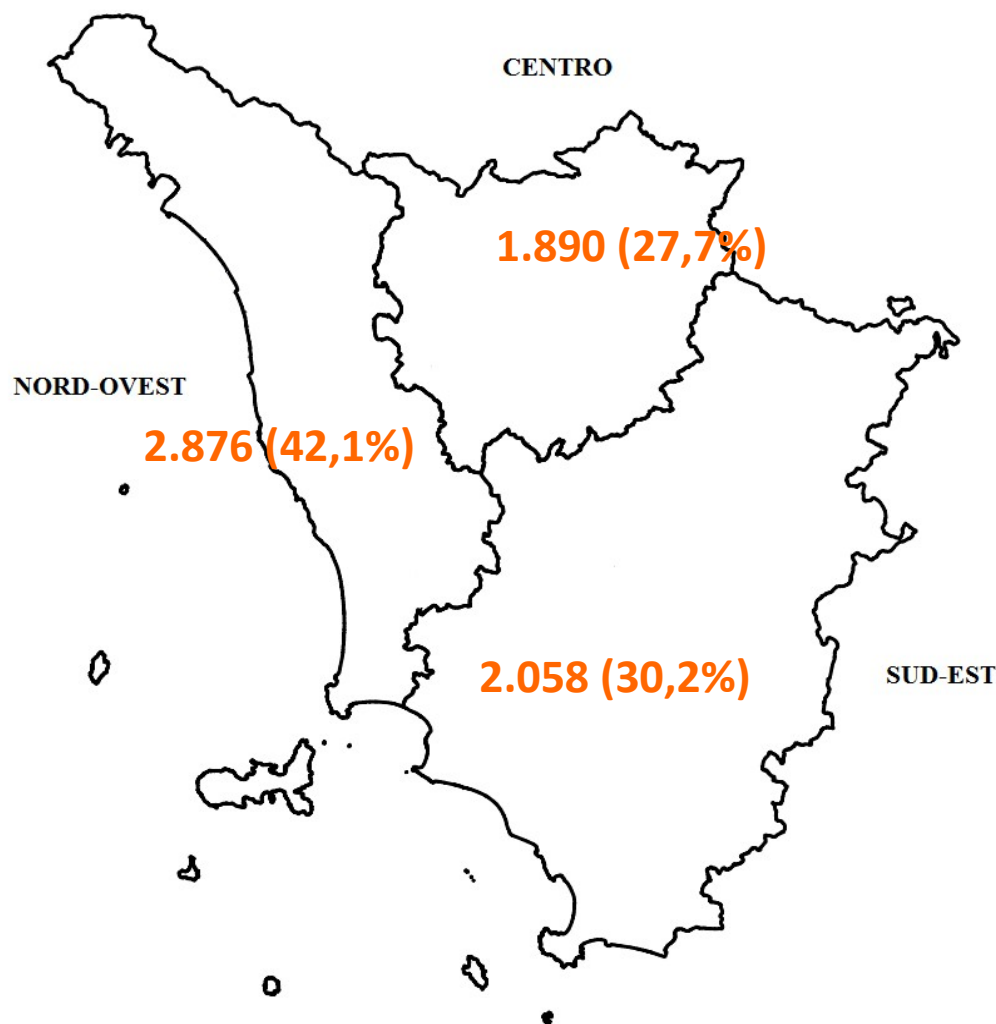 CENTRO
1.890 (27,7%)
NORD-OVEST
2.876 (42,1%)
2.058 (30,2%)
SUD-EST